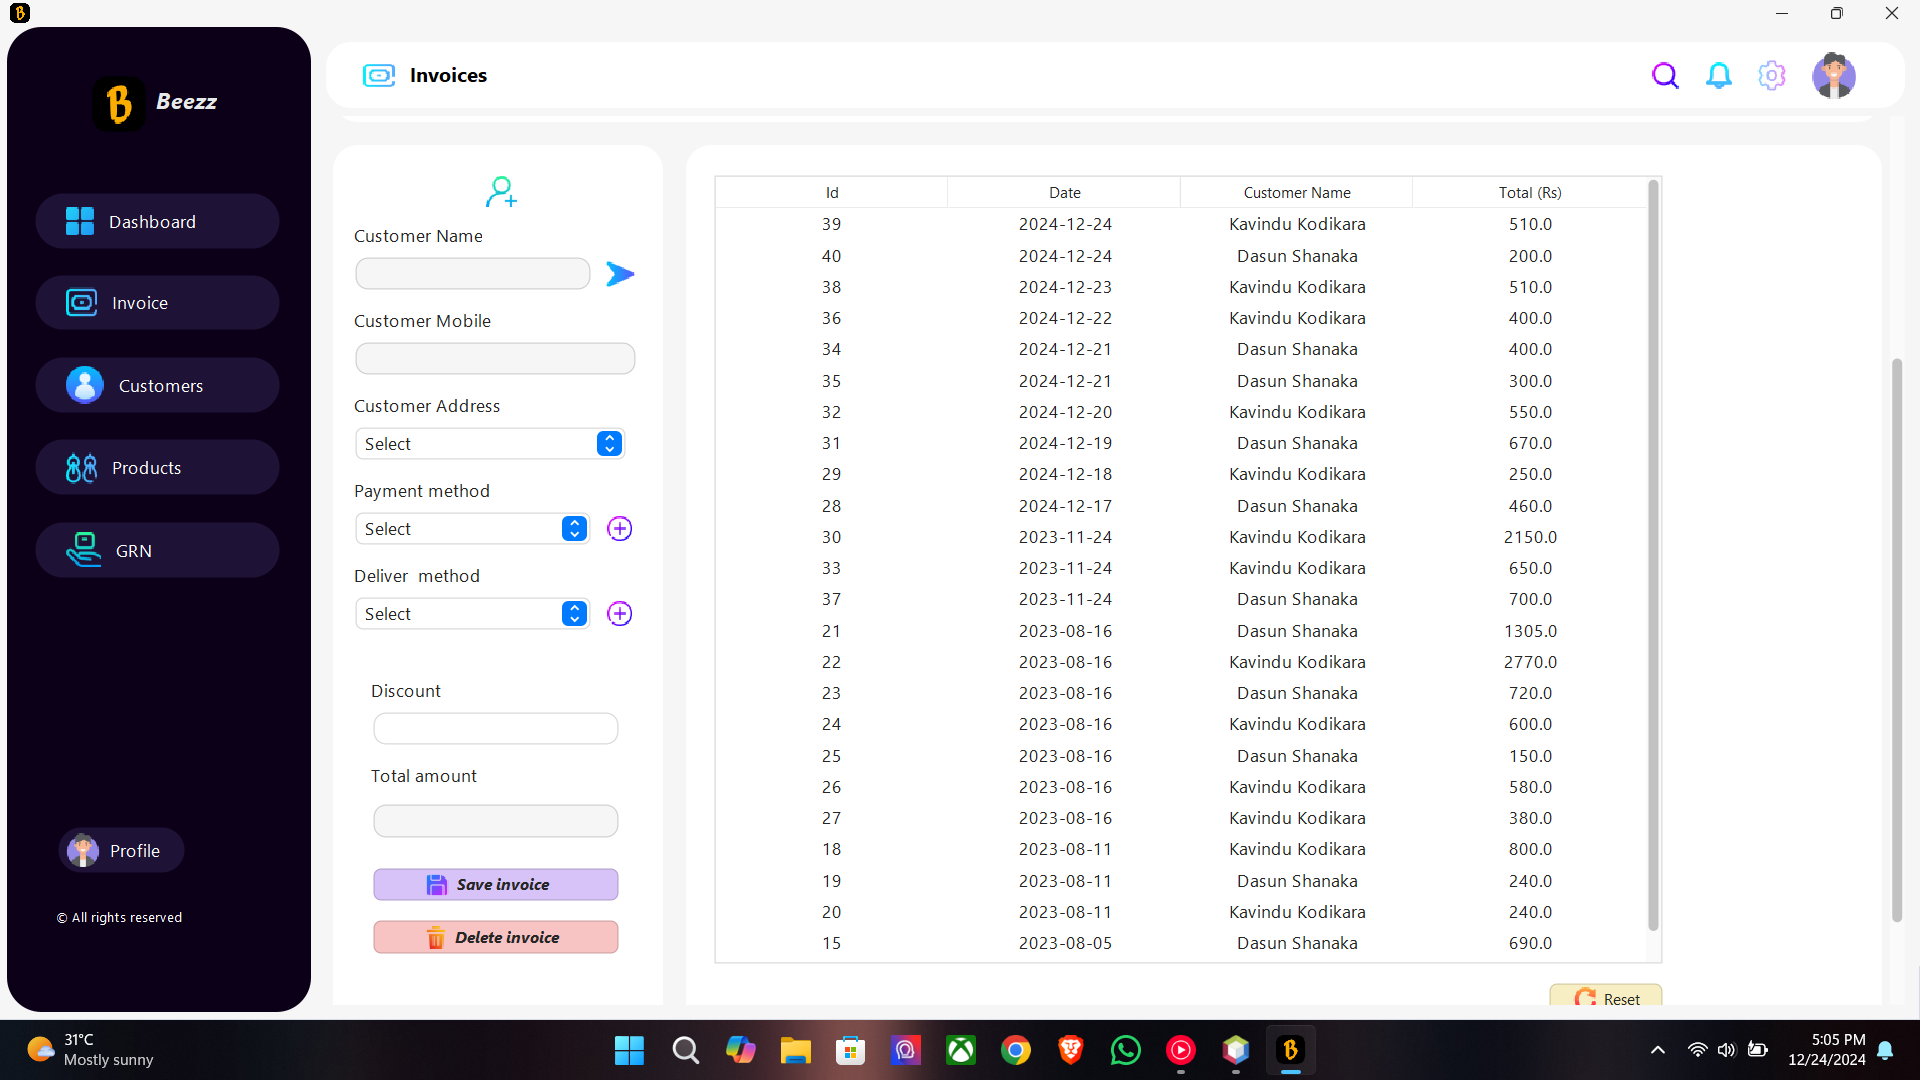 B
B Beezz
Dashboard
Invoice
Customers
Products
GRN
Profile
© All rights reserved
Invoices
Customer Name
Customer Mobile
Customer Address
Select
Payment method
Select
Deliver method
Select
Discount
Total amount
Save invoice
Delete invoice
Id Date Customer Name Total (Rs)
39 2024-12-24 Kavindu Kodikara 510.0
40 2024-12-24 Dasun Shanaka 200.0
38 2024-12-23 Kavindu Kodikara 510.0
36 2024-12-22 Kavindu Kodikara 400.0
34 2024-12-21 Dasun Shanaka 400.0
35 2024-12-21 Dasun Shanaka 300.0
32 2024-12-20 Kavindu Kodikara 550.0
31 2024-12-19 Dasun Shanaka 670.0
29 2024-12-18 Kavindu Kodikara 250.0
28 2024-12-17 Dasun Shanaka 460.0
30 2023-11-24 Kavindu Kodikara 2150.0
33 2023-11-24 Kavindu Kodikara 650.0
37 2023-11-24 Dasun Shanaka 700.0
21 2023-08-16 Dasun Shanaka 1305.0
22 2023-08-16 Kavindu Kodikara 2770.0
23 2023-08-16 Dasun Shanaka 720.0
24 2023-08-16 Kavindu Kodikara 600.0
25 2023-08-16 Dasun Shanaka 150.0
26 2023-08-16 Kavindu Kodikara 580.0
27 2023-08-16 Kavindu Kodikara 380.0
18 2023-08-11 Kavindu Kodikara 800.0
19 2023-08-11 Dasun Shanaka 240.0
20 2023-08-11 Kavindu Kodikara 240.0
15 2023-08-05 Dasun Shanaka 690.0
Reset
31°C
Mostly sunny
B
5:05 PM
12/24/2024